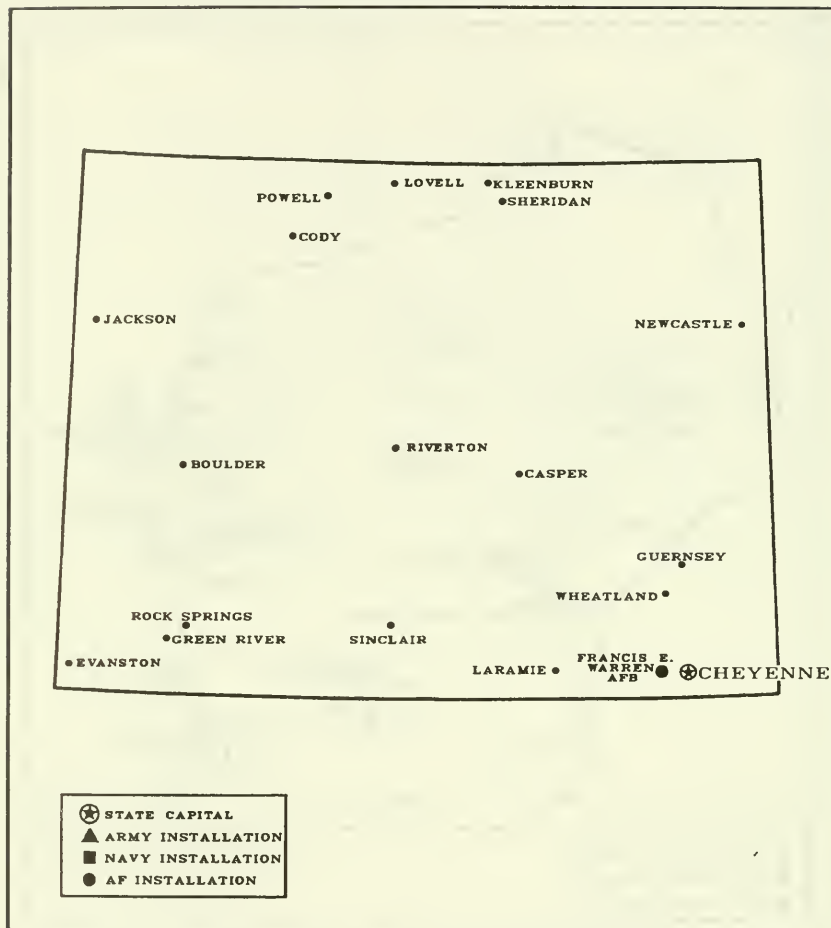 LOVELL
KLEENBURN
POWELL
SHERIDAN
CODY
JACKSON
NEWCASTLE
RIVERTON
BOULDER
CASPER
GUERNSEY
WHEATLAND
ROCK SPRINGS
GREEN RIVER
SINCLAIR
EVANSTON
LARAMIE
FRANCIS E.
WARREN
AFB
CHEYENNE
STATE CAPITAL
ARMY INSTALLATION
NAVY INSTALLATION
AF INSTALLATION